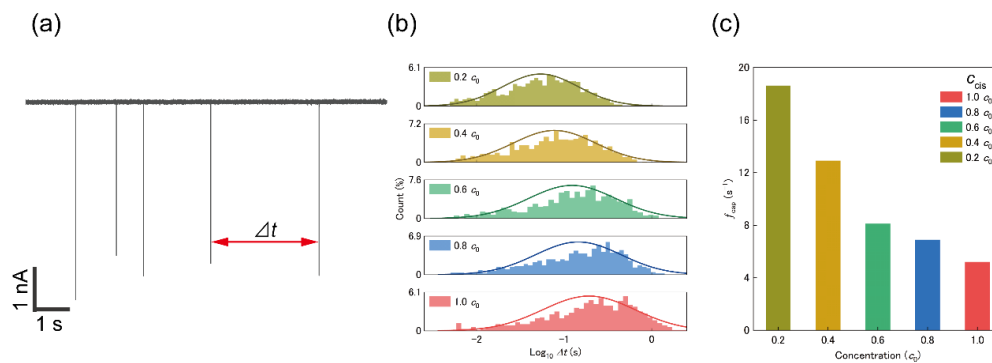 (a)
Δt
1 nA
1 s
(b)
6.1
0.2 c0
0
7.2
0.4 c0
0
7.6
0.6 c0
0
6.9
0.8 c0
0
6.1
1.0 c0
0
Count (%)
-2 -1 0
Log10 Δt (s)
(c)
20
16
12
8
4
0
fcap (s⁻¹)
ccis
1.0 c0
0.8 c0
0.6 c0
0.4 c0
0.2 c0
0.2 0.4 0.6 0.8 1.0
Concentration (c0)